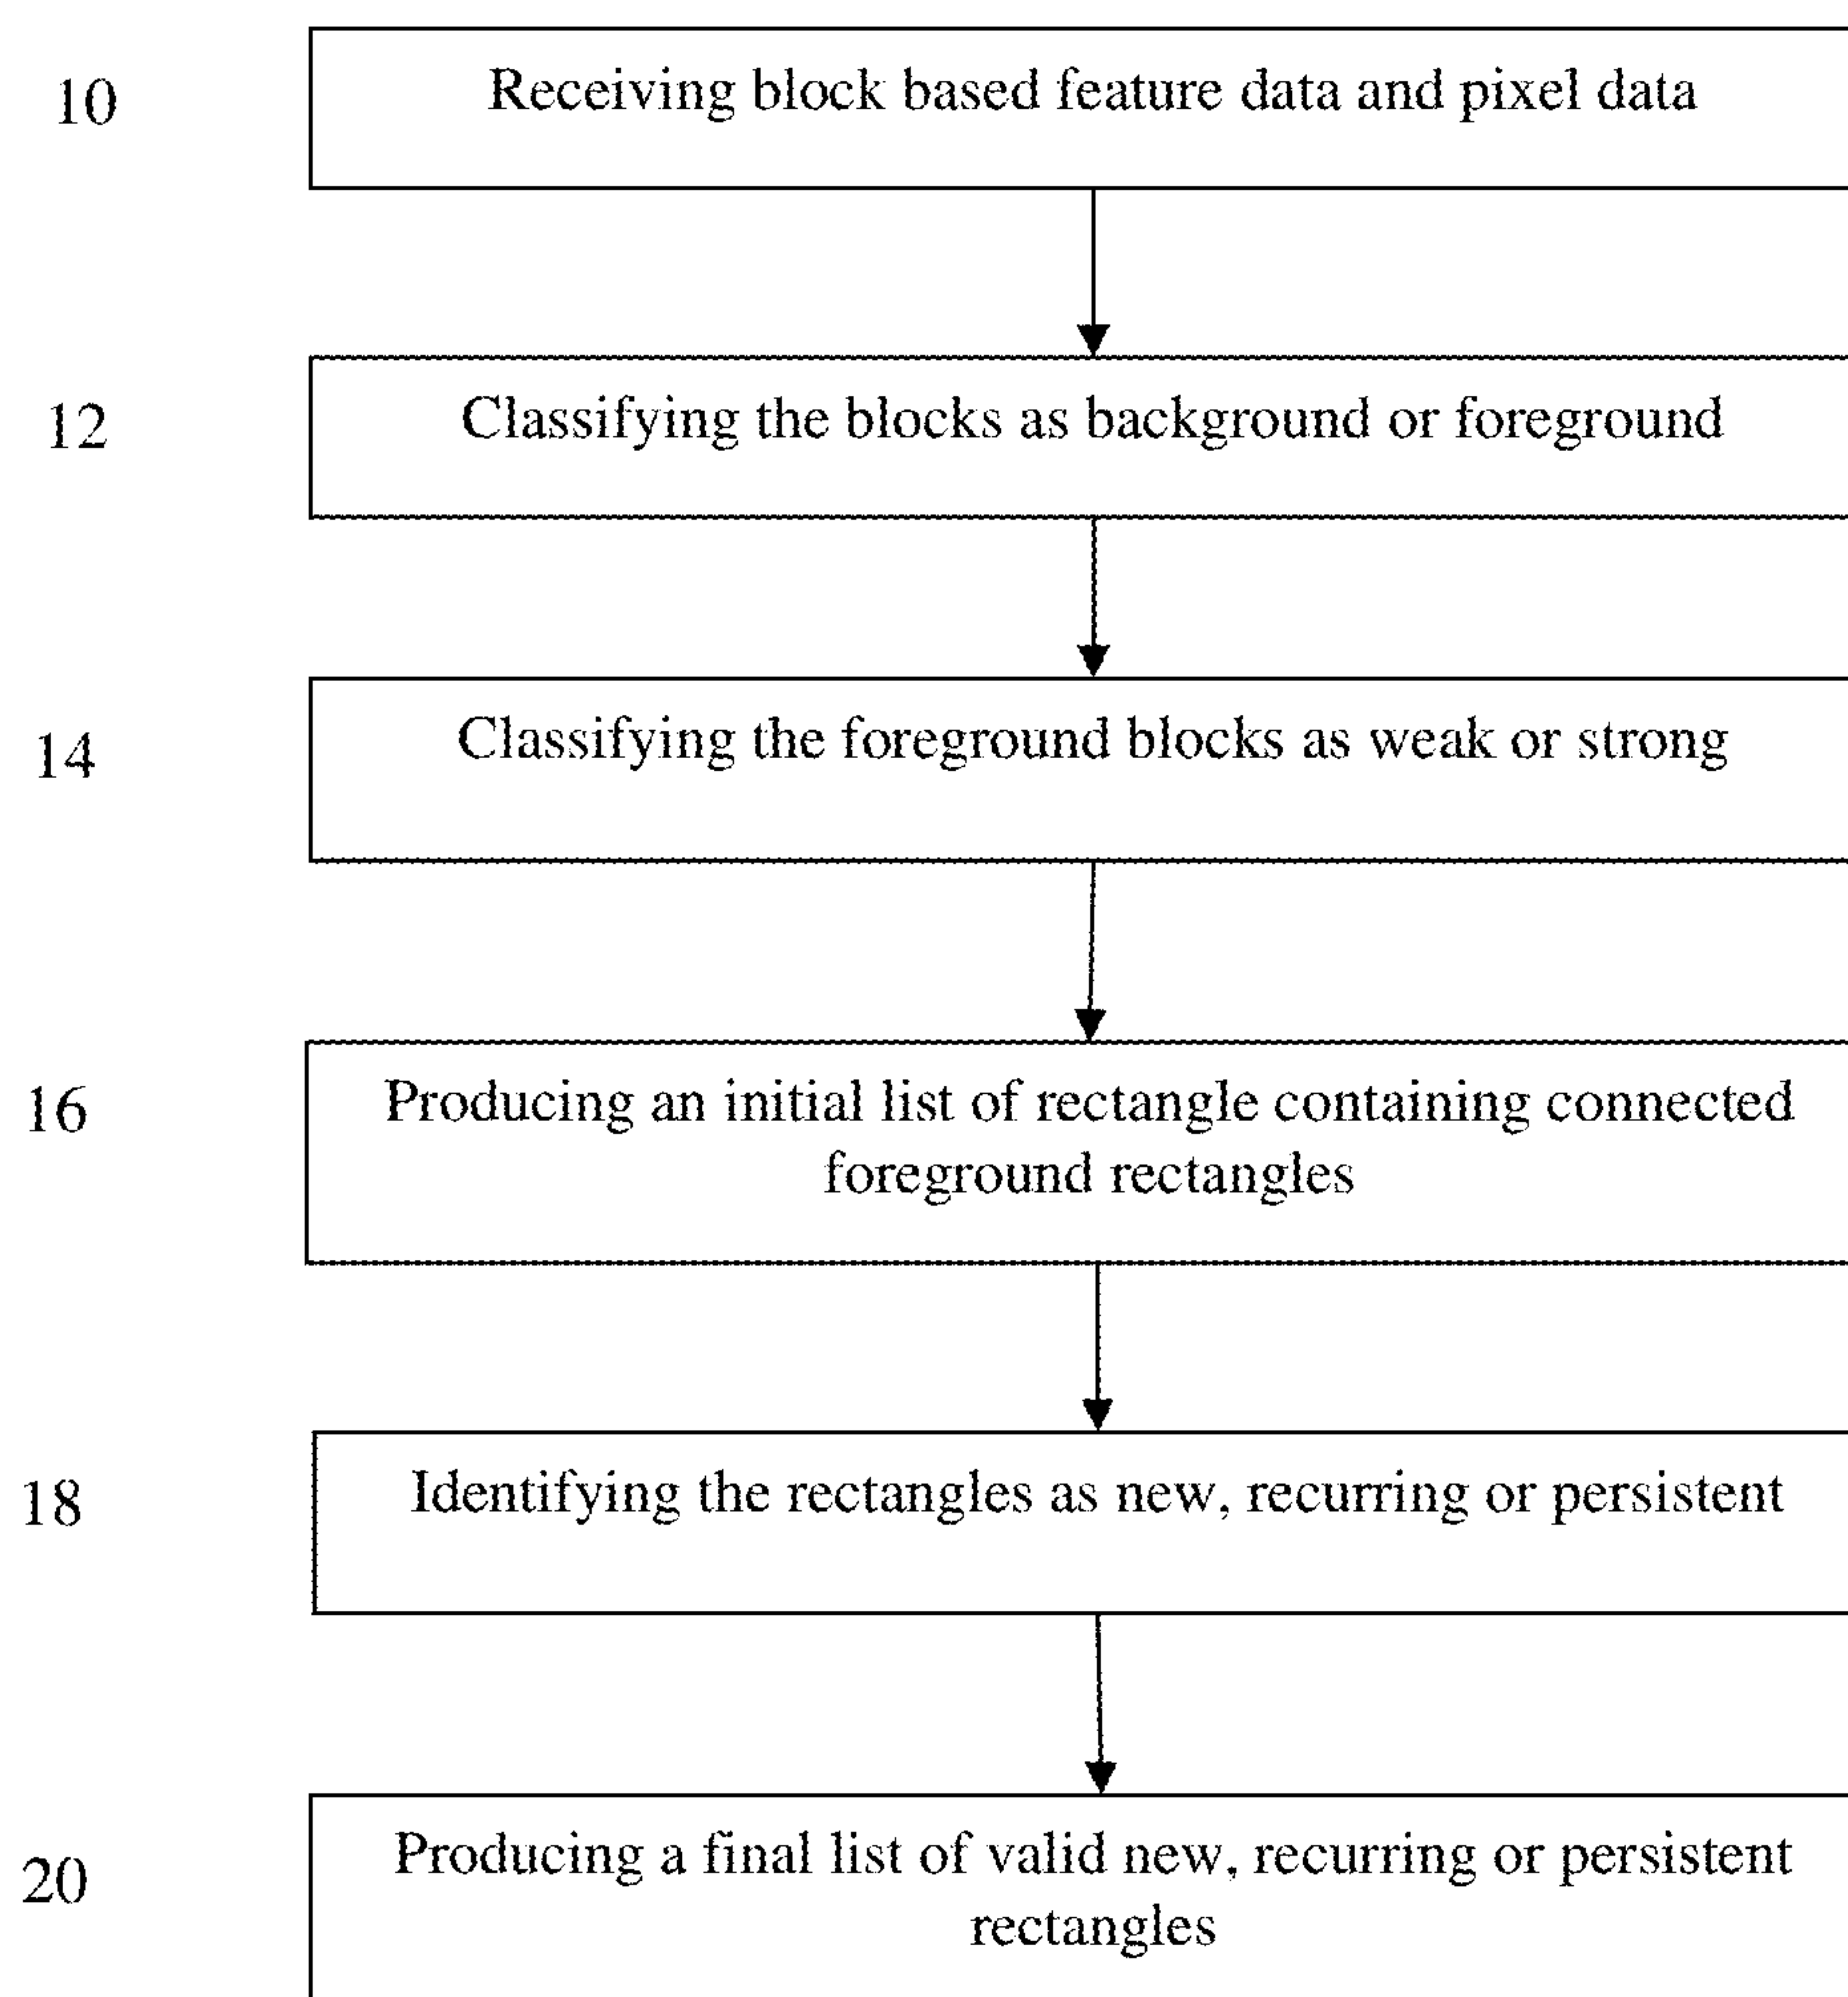 10
Receiving block based feature data and pixel data
12
Classifying the blocks as background or foreground
14
Classifying the foreground blocks as weak or strong
16
Producing an initial list of rectangle containing connected
foreground rectangles
18
Identifying the rectangles as new, recurring or persistent
20
Producing a final list of valid new, recurring or persistent
rectangles